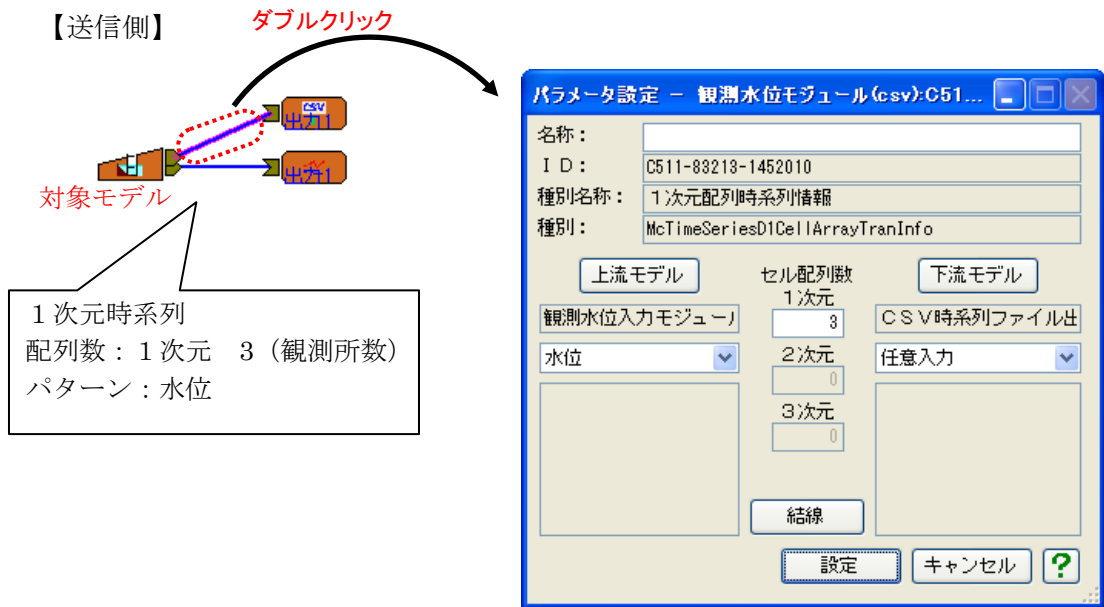 【送信側】
ダブルクリック
CSV
出力1
出力1
対象モデル
1次元時系列
配列数：1次元　3（観測所数）
パターン：水位
パラメータ設定 － 観測水位モジュール(csv):C51...
名称：
ＩＤ：
C511-83213-1452010
種別名称：
１次元配列時系列情報
種別：
McTimeSeriesD1CellArrayTranInfo
上流モデル
セル配列数
下流モデル
１次元
観測水位入力モジュール
3
ＣＳＶ時系列ファイル出
水位
２次元
任意入力
0
３次元
0
結線
設定
キャンセル
?